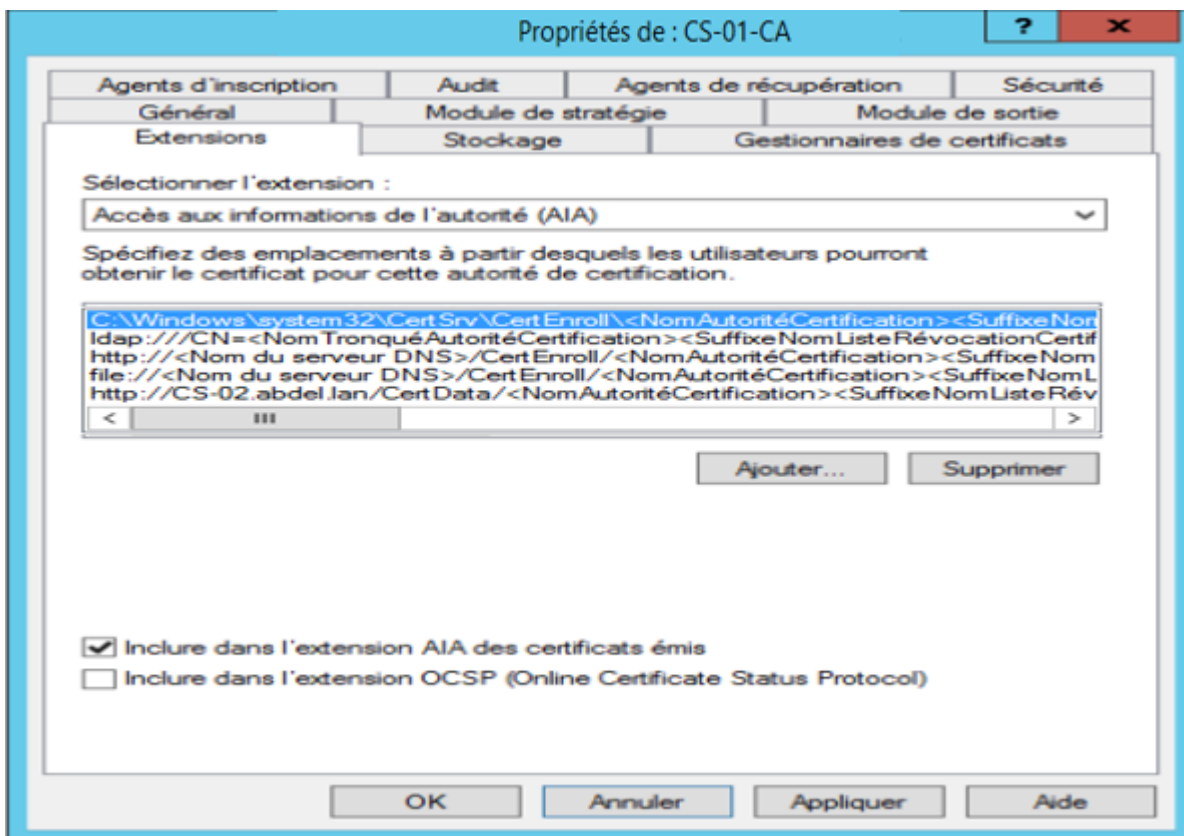 Propriétés de : CS-01-CA
?
x
Agents d'inscription Audit Agents de récupération Sécurité
Général Module de stratégie Module de sortie
Extensions Stockage Gestionnaires de certificats
Sélectionner l'extension :
Accès aux informations de l'autorité (AIA)
Spécifiez des emplacements à partir desquels les utilisateurs pourront
obtenir le certificat pour cette autorité de certification.
C:\Windows\system32\CertSrv\CertEnroll\<NomAutoritéCertification><SuffixeNon
ldap:///CN=<NomTronquéAutoritéCertification><SuffixeNomListeRévocationCertif
http://<Nom du serveur DNS>/CertEnroll/<NomAutoritéCertification><SuffixeNom
file://<Nom du serveur DNS>/CertEnroll/<NomAutoritéCertification><SuffixeNomL
http://CS-02.abdel.lan/CertData/<NomAutoritéCertification><SuffixeNomListeRév
Ajouter... Supprimer
Inclure dans l'extension AIA des certificats émis
Inclure dans l'extension OCSP (Online Certificate Status Protocol)
OK Annuler Appliquer Aide